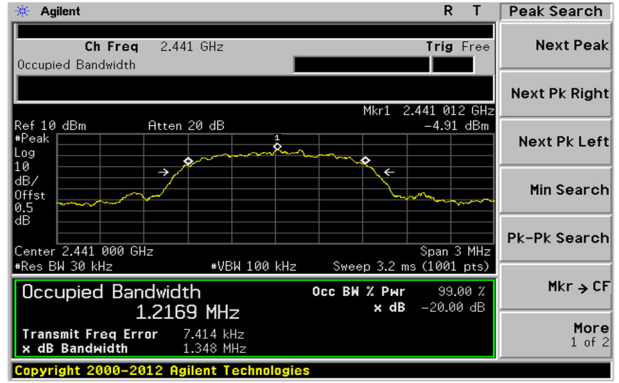 Agilent R T Peak Search
Ch Freq 2.441 GHz Trig Free
Occupied Bandwidth
Next Peak
Next Pk Right
Mkr1 2.441 012 GHz
Ref 10 dBm Atten 20 dB -4.91 dBm
#Peak
Log
10
dB/
Offst
0.5
dB
1
Next Pk Left
Min Search
Pk-Pk Search
Center 2.441 000 GHz Span 3 MHz
#Res BW 30 kHz #VBW 100 kHz Sweep 3.2 ms (1001 pts)
Occupied Bandwidth Occ BW % Pwr 99.00 %
1.2169 MHz x dB -20.00 dB
Transmit Freq Error 7.414 kHz
x dB Bandwidth 1.348 MHz
Mkr → CF
More
1 of 2
Copyright 2000-2012 Agilent Technologies